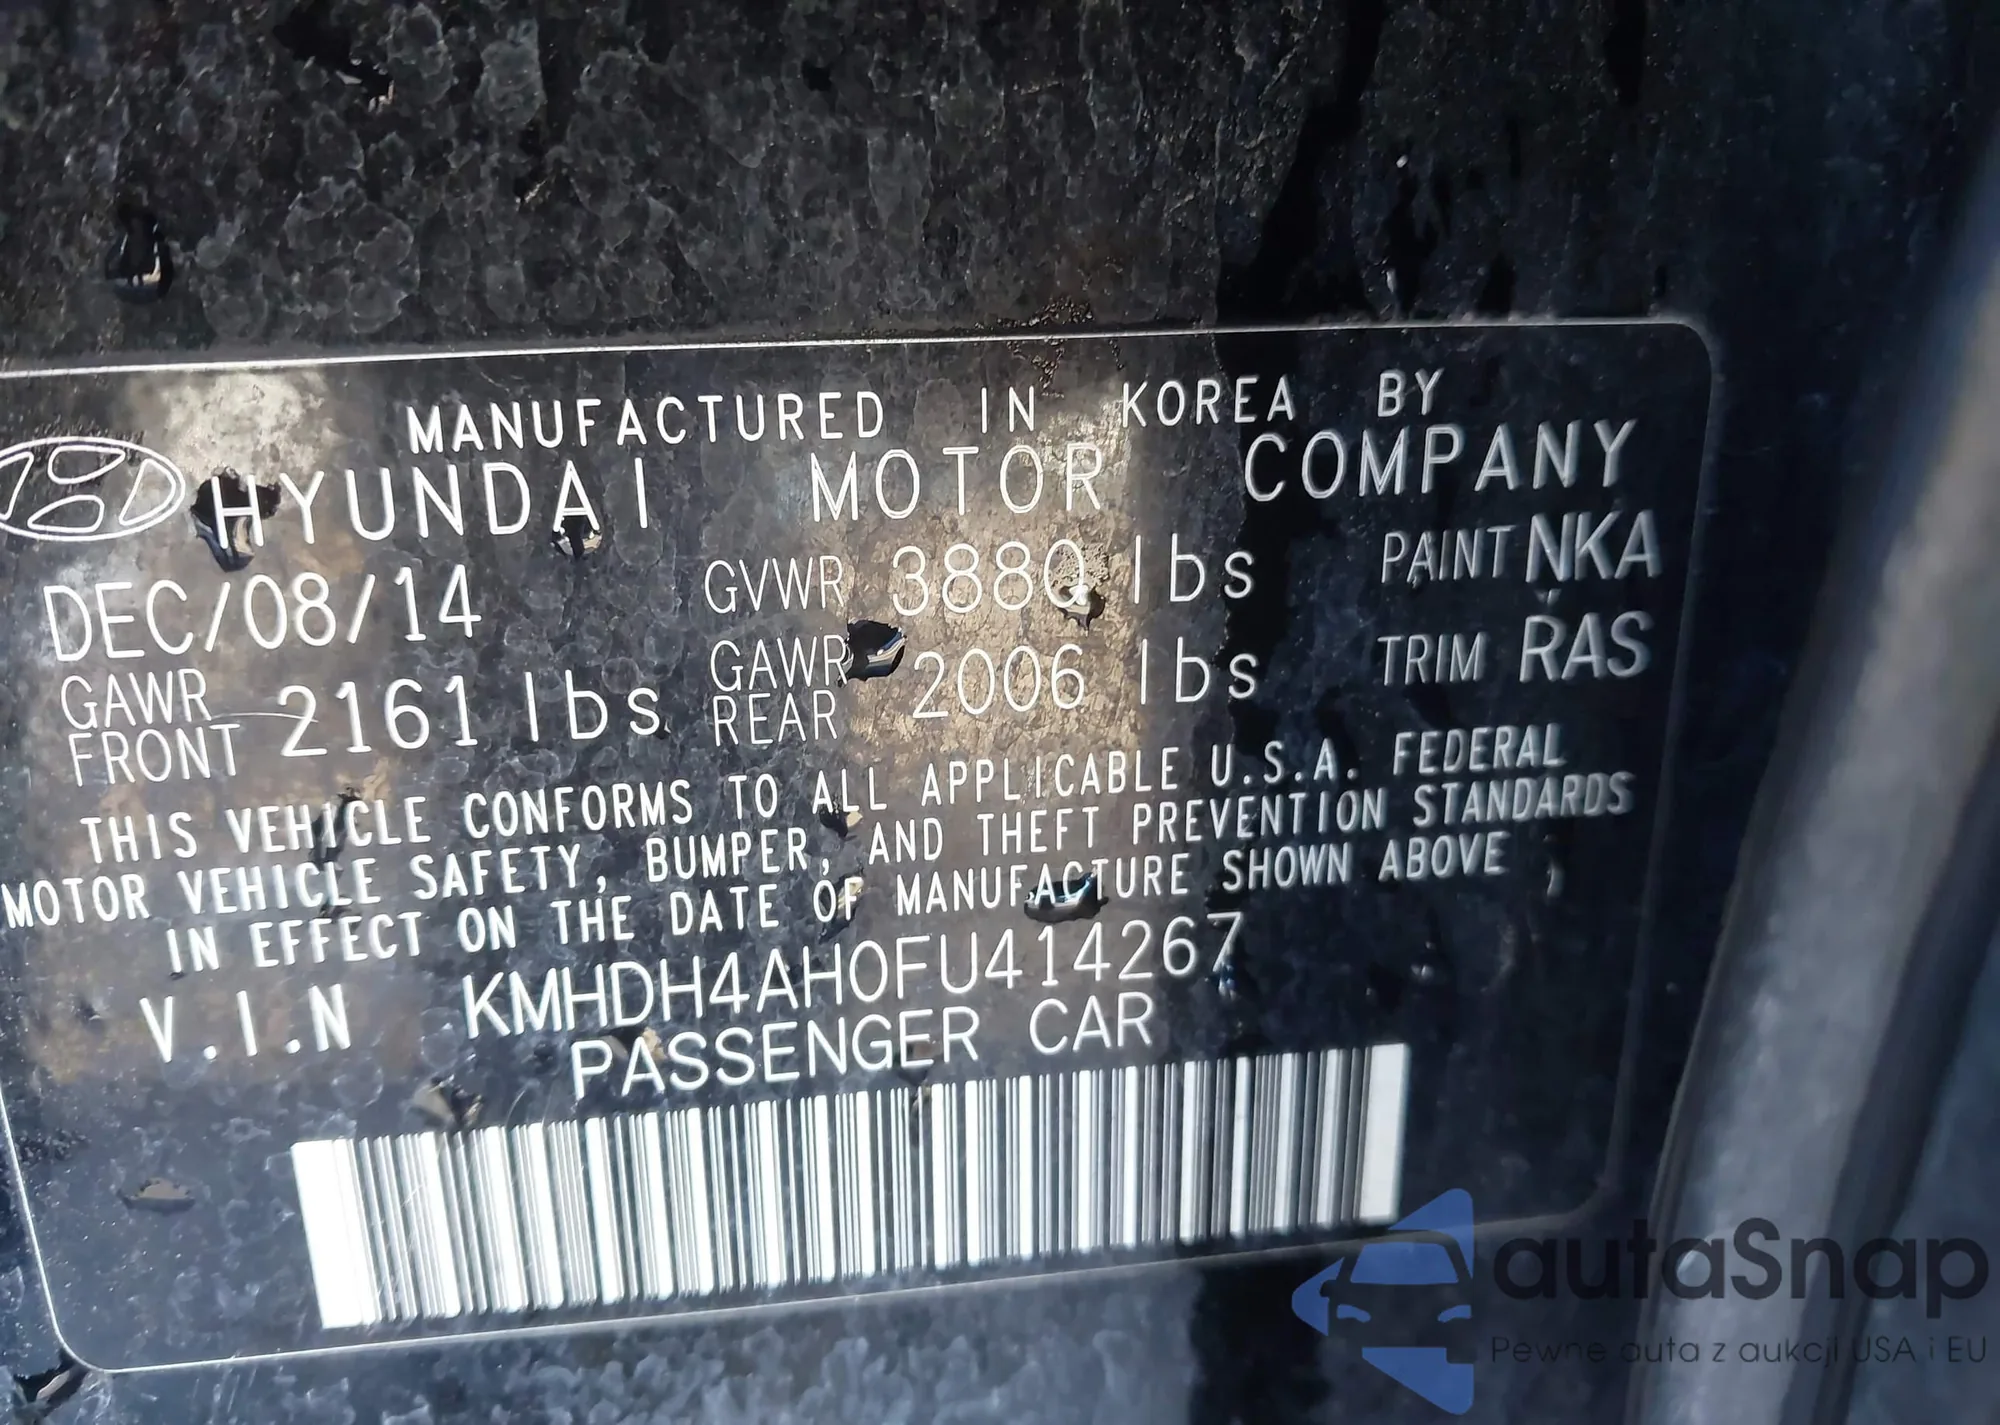 MANUFACTURED IN KOREA BY
HYUNDAI MOTOR COMPANY
DEC/08/14 GVWR 3880 lbs PAINT NKA
GAWR FRONT 2161 lbs GAWR REAR 2006 lbs TRIM RAS
THIS VEHICLE CONFORMS TO ALL APPLICABLE U.S.A. FEDERAL
MOTOR VEHICLE SAFETY, BUMPER, AND THEFT PREVENTION STANDARDS
IN EFFECT ON THE DATE OF MANUFACTURE SHOWN ABOVE
V.I.N KMHDH4AH0FU414267
PASSENGER CAR
autaSnap
Pewne auta z aukcji USA i EU